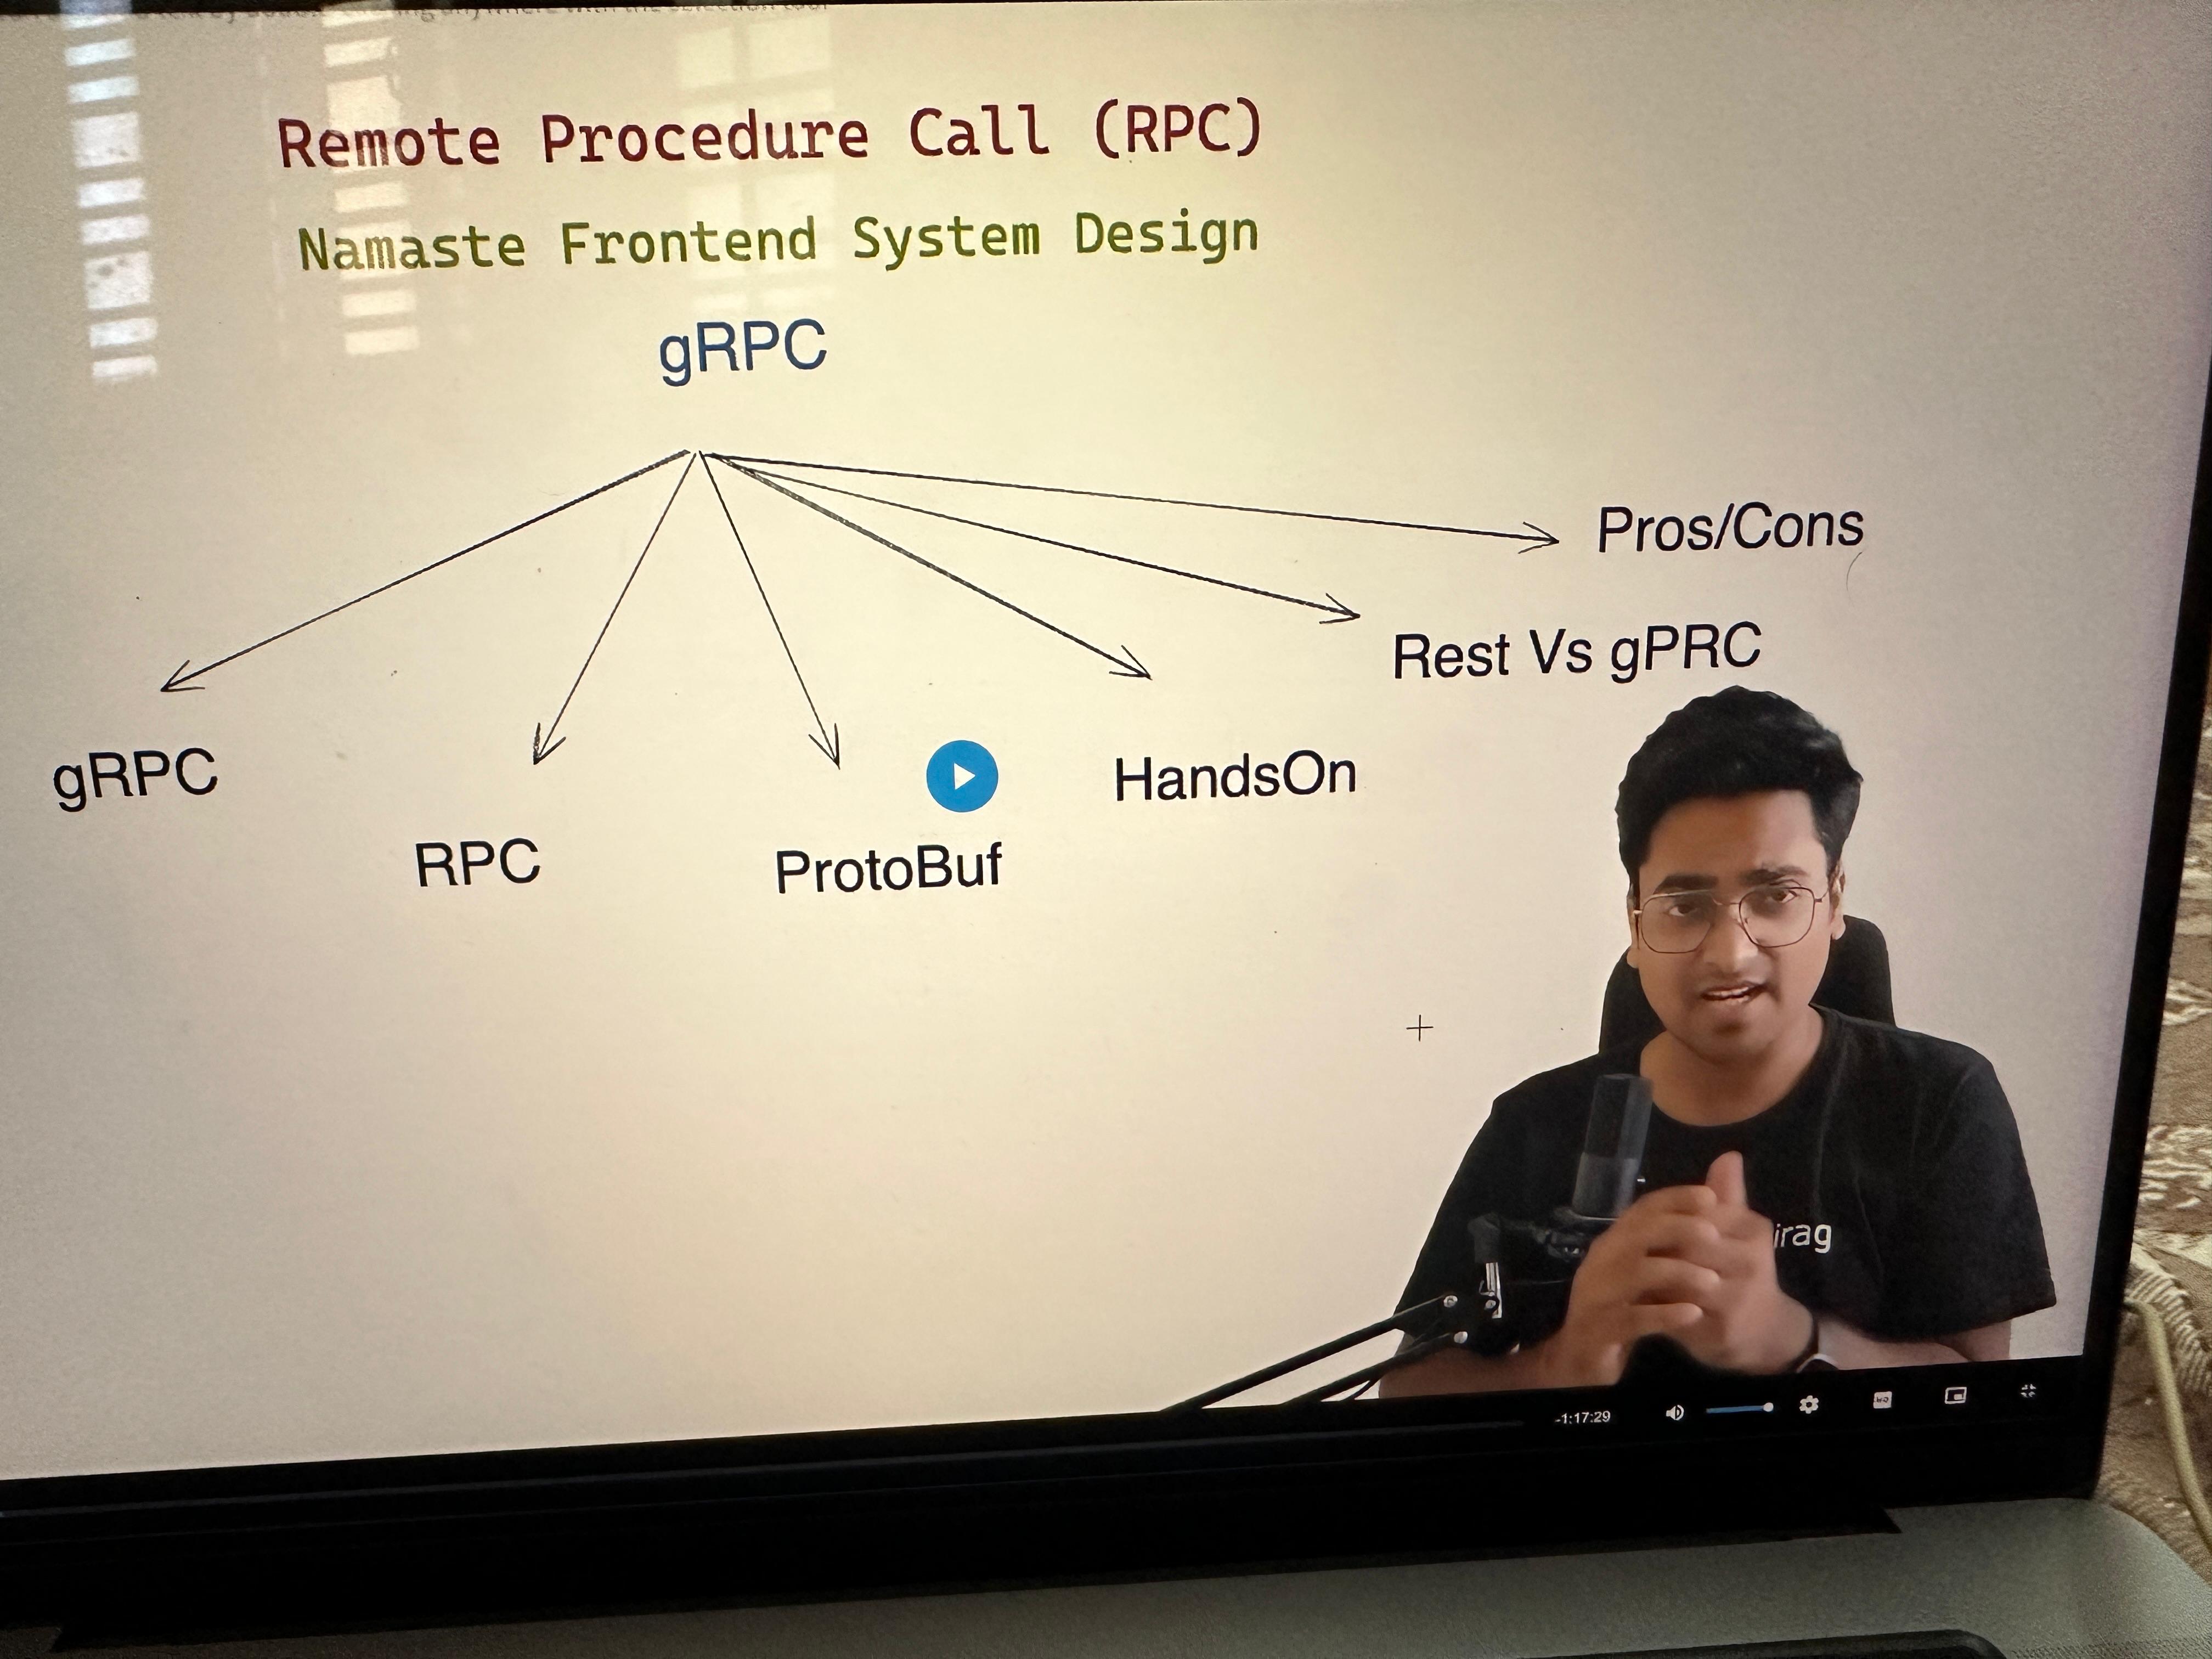 Remote Procedure Call (RPC)
Namaste Frontend System Design
gRPC
Pros/Cons
Rest Vs gPRC
gRPC
HandsOn
RPC
ProtoBuf
irag
-1:17:29